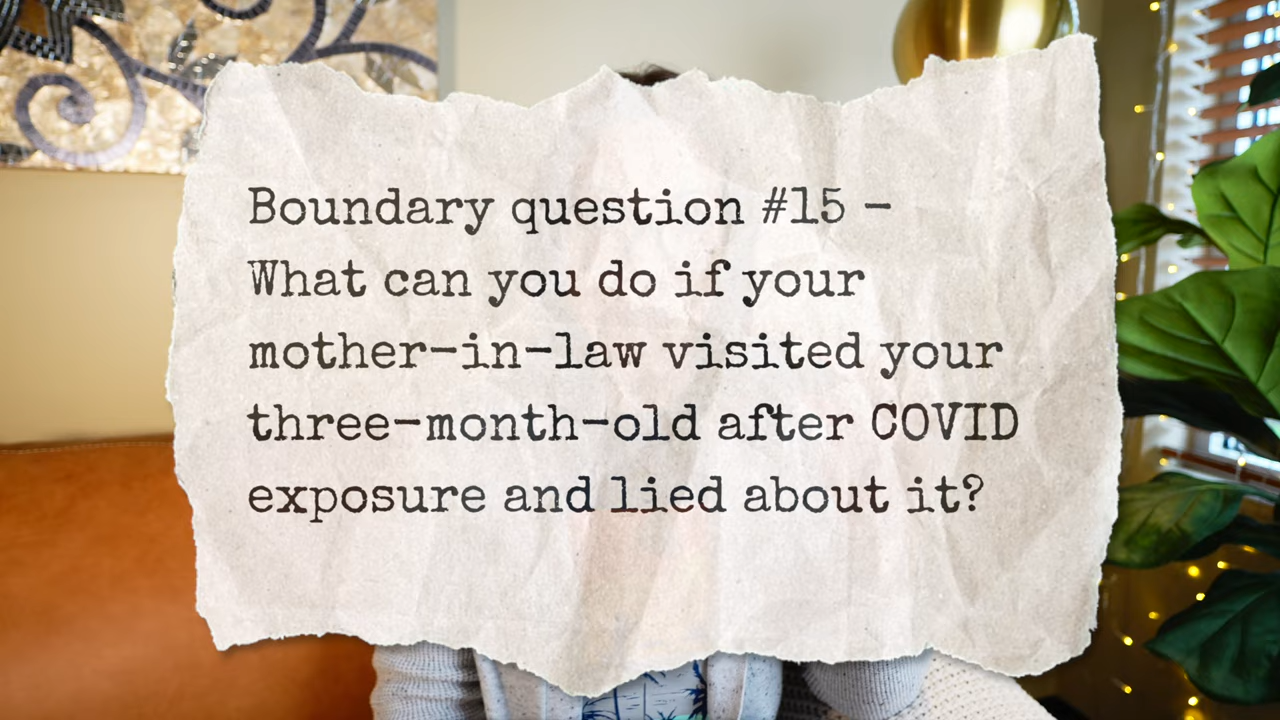 Boundary question #15 –
What can you do if your
mother-in-law visited your
three-month-old after COVID
exposure and lied about it?